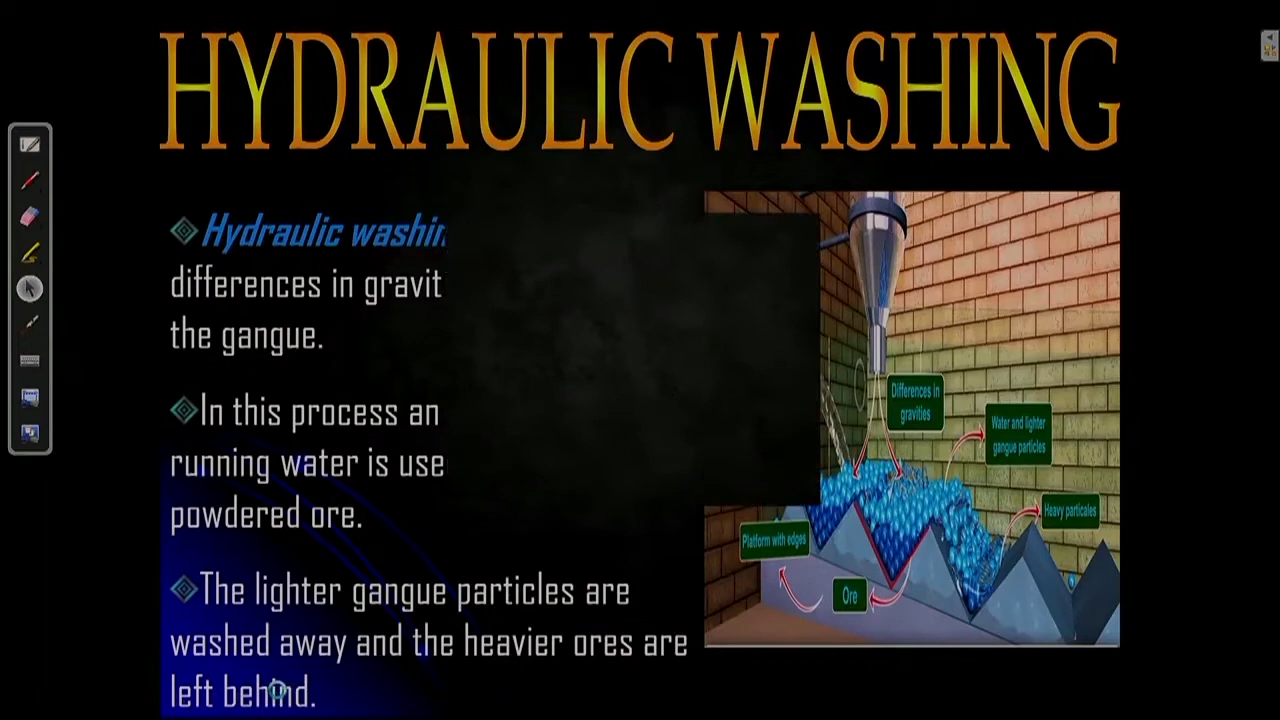 HYDRAULIC WASHING
Hydraulic washin
differences in gravit
the gangue.
In this process an
running water is use
powdered ore.
The lighter gangue particles are
washed away and the heavier ores are
left behind.
Differences in
gravities
Water and lighter
gangue particles
Heavy particales
Platform with edges
Ore